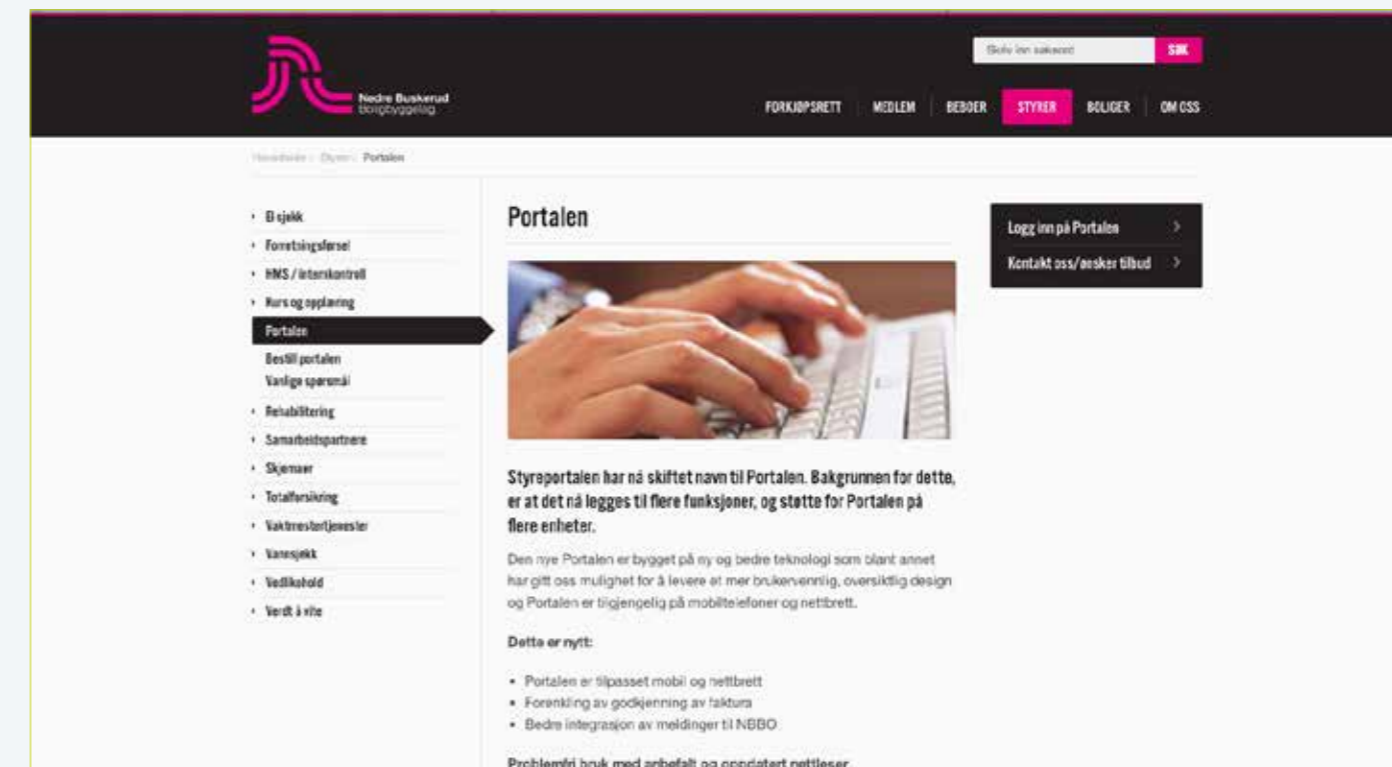 Skriv inn søkeord
SØK
Nedre Buskerud
Boligbyggelag
FORKJØPSRETT
MEDLEM
BEBOER
STYRER
BOLIGER
OM OSS
Portalen
El sjekk
Forretningsførsel
HMS / internkontroll
Kurs og opplæring
Portalen
Bestill portalen
Vanlige spørsmål
Rehabilitering
Samarbeidspartnere
Skjemaer
Totalforsikring
Vaktmestertjenester
Vannsjekk
Vedlikehold
Verdt å vite
Portalen
Styreportalen har nå skiftet navn til Portalen. Bakgrunnen for dette,
er at det nå legges til flere funksjoner, og støtte for Portalen på
flere enheter.
Den nye Portalen er bygget på ny og bedre teknologi som blant annet
har gitt oss mulighet for å levere et mer brukervennlig, oversiktlig design
og Portalen er tilgjengelig på mobiltelefoner og nettbrett.
Dette er nytt:
• Portalen er tilpasset mobil og nettbrett
• Forenkling av godkjenning av faktura
• Bedre integrasjon av meldinger til NBBO
Problemfri bruk med anbefalt og oppdatert nettleser
Logg inn på Portalen
Kontakt oss/ønsker tilbud